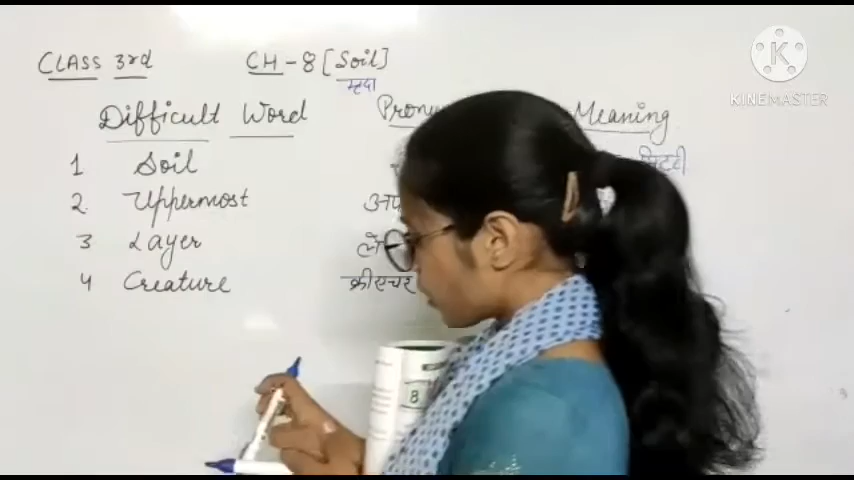 CLASS 3rd CH-8 [Soil]
मृदा
Difficult Word Meaning
1 Soil मिट्टी
2. Uppermost
3 Layer
4 Creature क्रीएचर
8
KINEMASTER